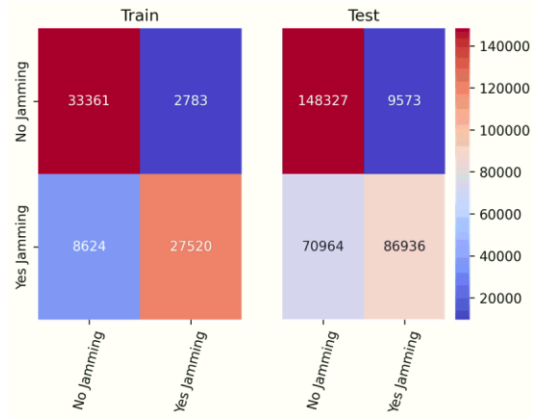 Train Test
No Jamming 33361 2783 148327 9573
Yes Jamming 8624 27520 70964 86936
No Jamming Yes Jamming No Jamming Yes Jamming
140000
120000
100000
80000
60000
40000
20000